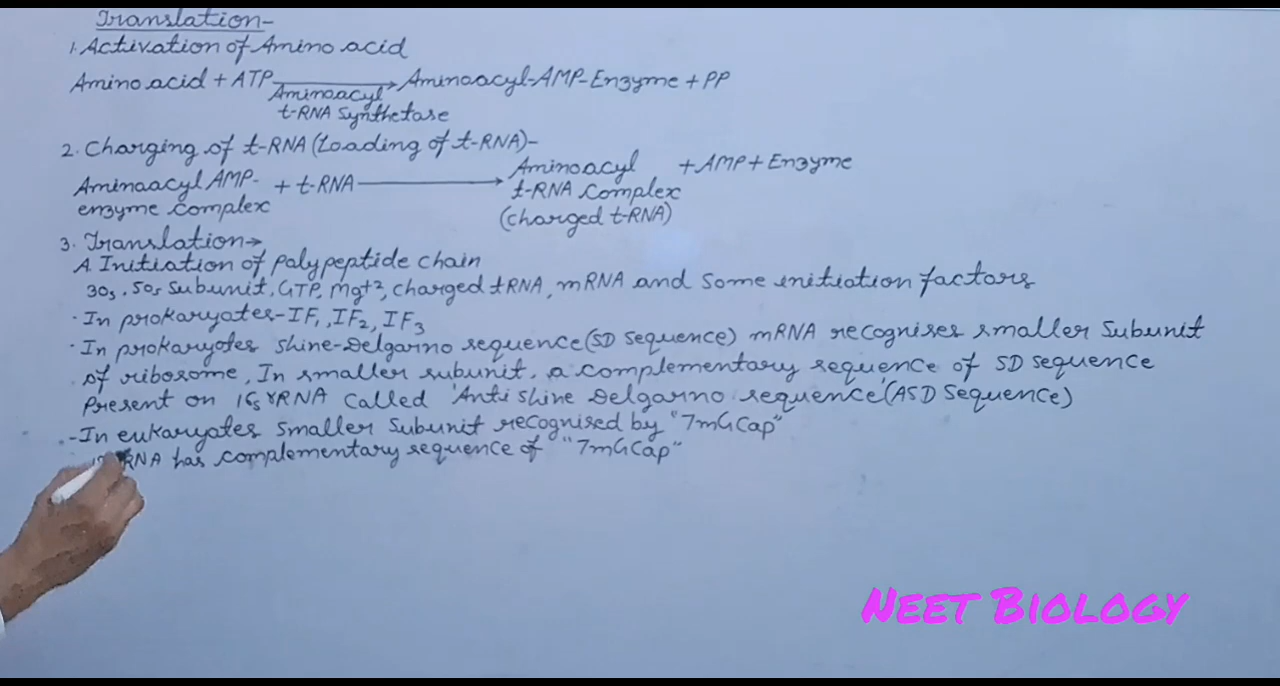 Translation-
1. Activation of Amino acid
Amino acid + ATP → Aminoacyl-AMP-Enzyme + PP
Aminoacyl
t-RNA synthetase
2. Charging of t-RNA (Loading of t-RNA)-
Aminoacyl AMP- + t-RNA → Aminoacyl + AMP + Enzyme
enzyme complex t-RNA complex
(charged t-RNA)
3. Translation→
A. Initiation of polypeptide chain
30s, 50s subunit, GTP, Mg+2, charged tRNA, mRNA and some initiation factors
· In prokaryotes - IF1, IF2, IF3
· In prokaryotes shine-Delgarno sequence (SD sequence) mRNA recognises smaller subunit
of ribosome, In smaller subunit, a complementary sequence of SD sequence
present on 16s rRNA called 'Anti shine Delgarno sequence' (ASD sequence)
- In eukaryotes smaller subunit recognised by "7mG Cap"
RNA has complementary sequence of "7mG Cap"
NEET BIOLOGY